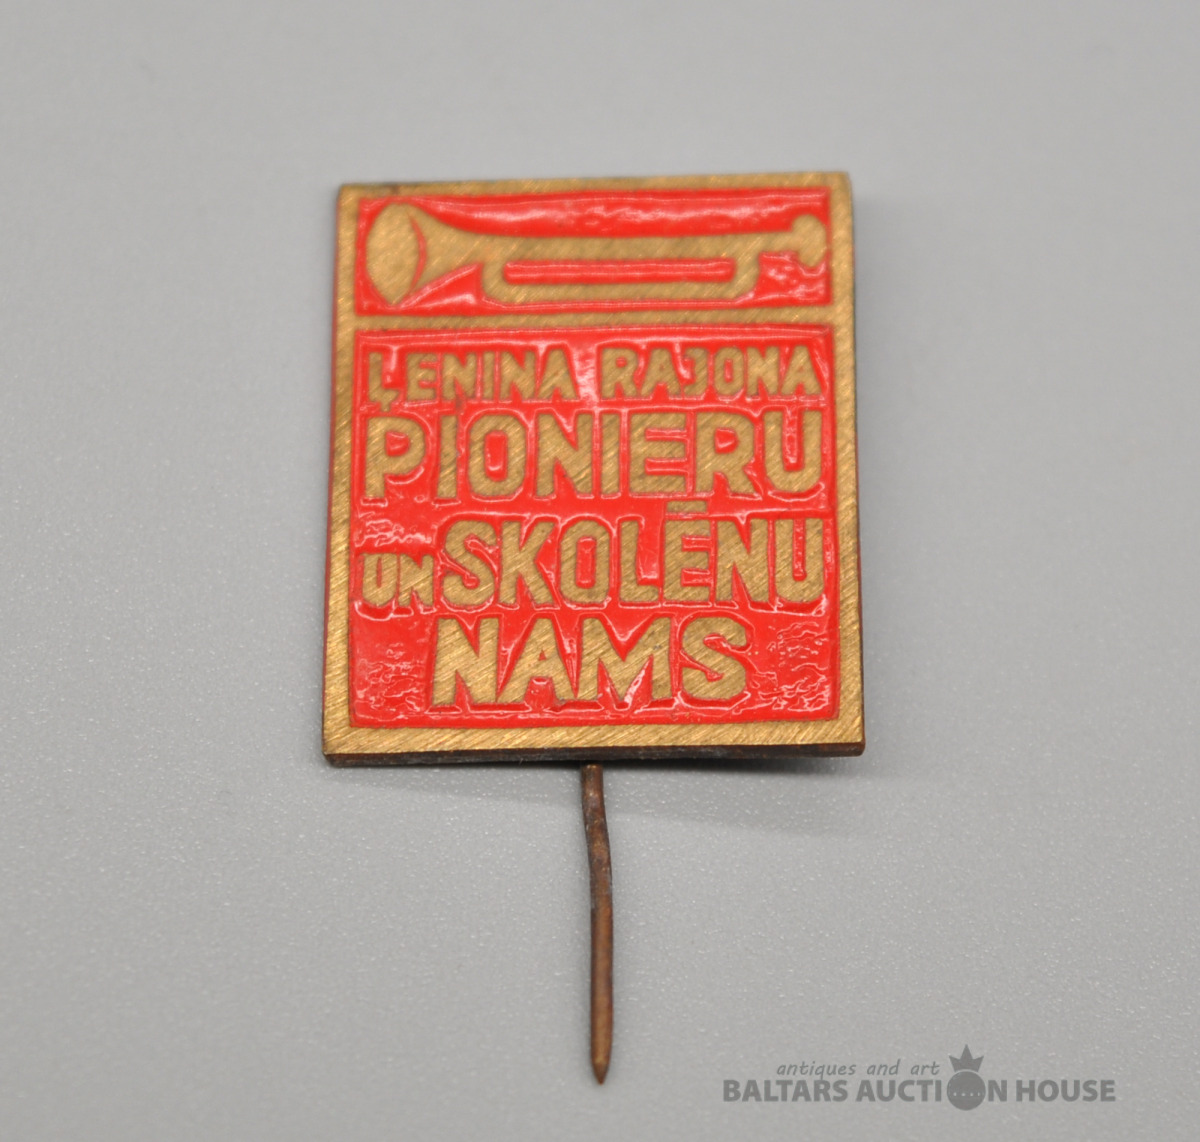 ĻENINA RAJONA
PIONIERU
UN SKOLĒNU
NAMS
antiques and art
BALTARS AUCTION HOUSE